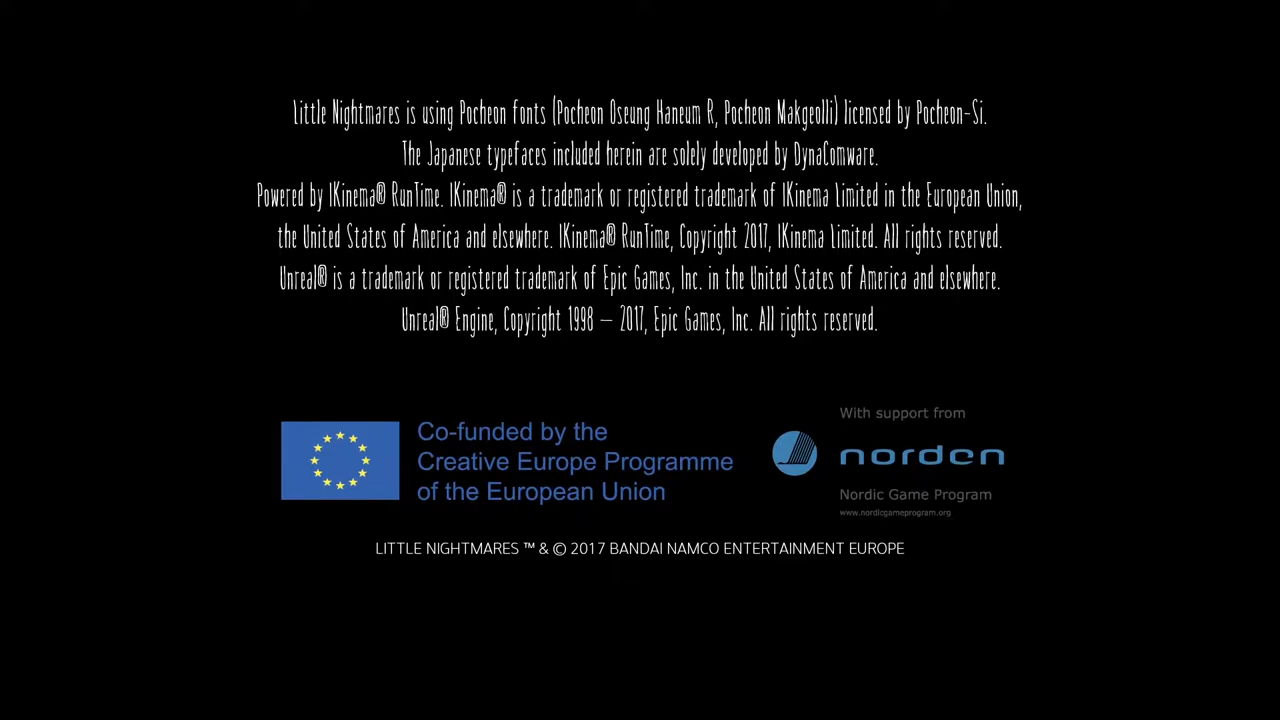 Little Nightmares is using Pocheon fonts (Pocheon Oseung Haneum R, Pocheon Makgeolli) licensed by Pocheon-Si.
The Japanese typefaces included herein are solely developed by DynaComware.
Powered by IKinema® RunTime. IKinema® is a trademark or registered trademark of IKinema Limited in the European Union,
the United States of America and elsewhere. IKinema® RunTime, Copyright 2017, IKinema Limited. All rights reserved.
Unreal® is a trademark or registered trademark of Epic Games, Inc. in the United States of America and elsewhere.
Unreal® Engine, Copyright 1998 – 2017, Epic Games, Inc. All rights reserved.
Co-funded by the
Creative Europe Programme
of the European Union
With support from
norden
Nordic Game Program
www.nordicgameprogram.org
LITTLE NIGHTMARES ™ & © 2017 BANDAI NAMCO ENTERTAINMENT EUROPE